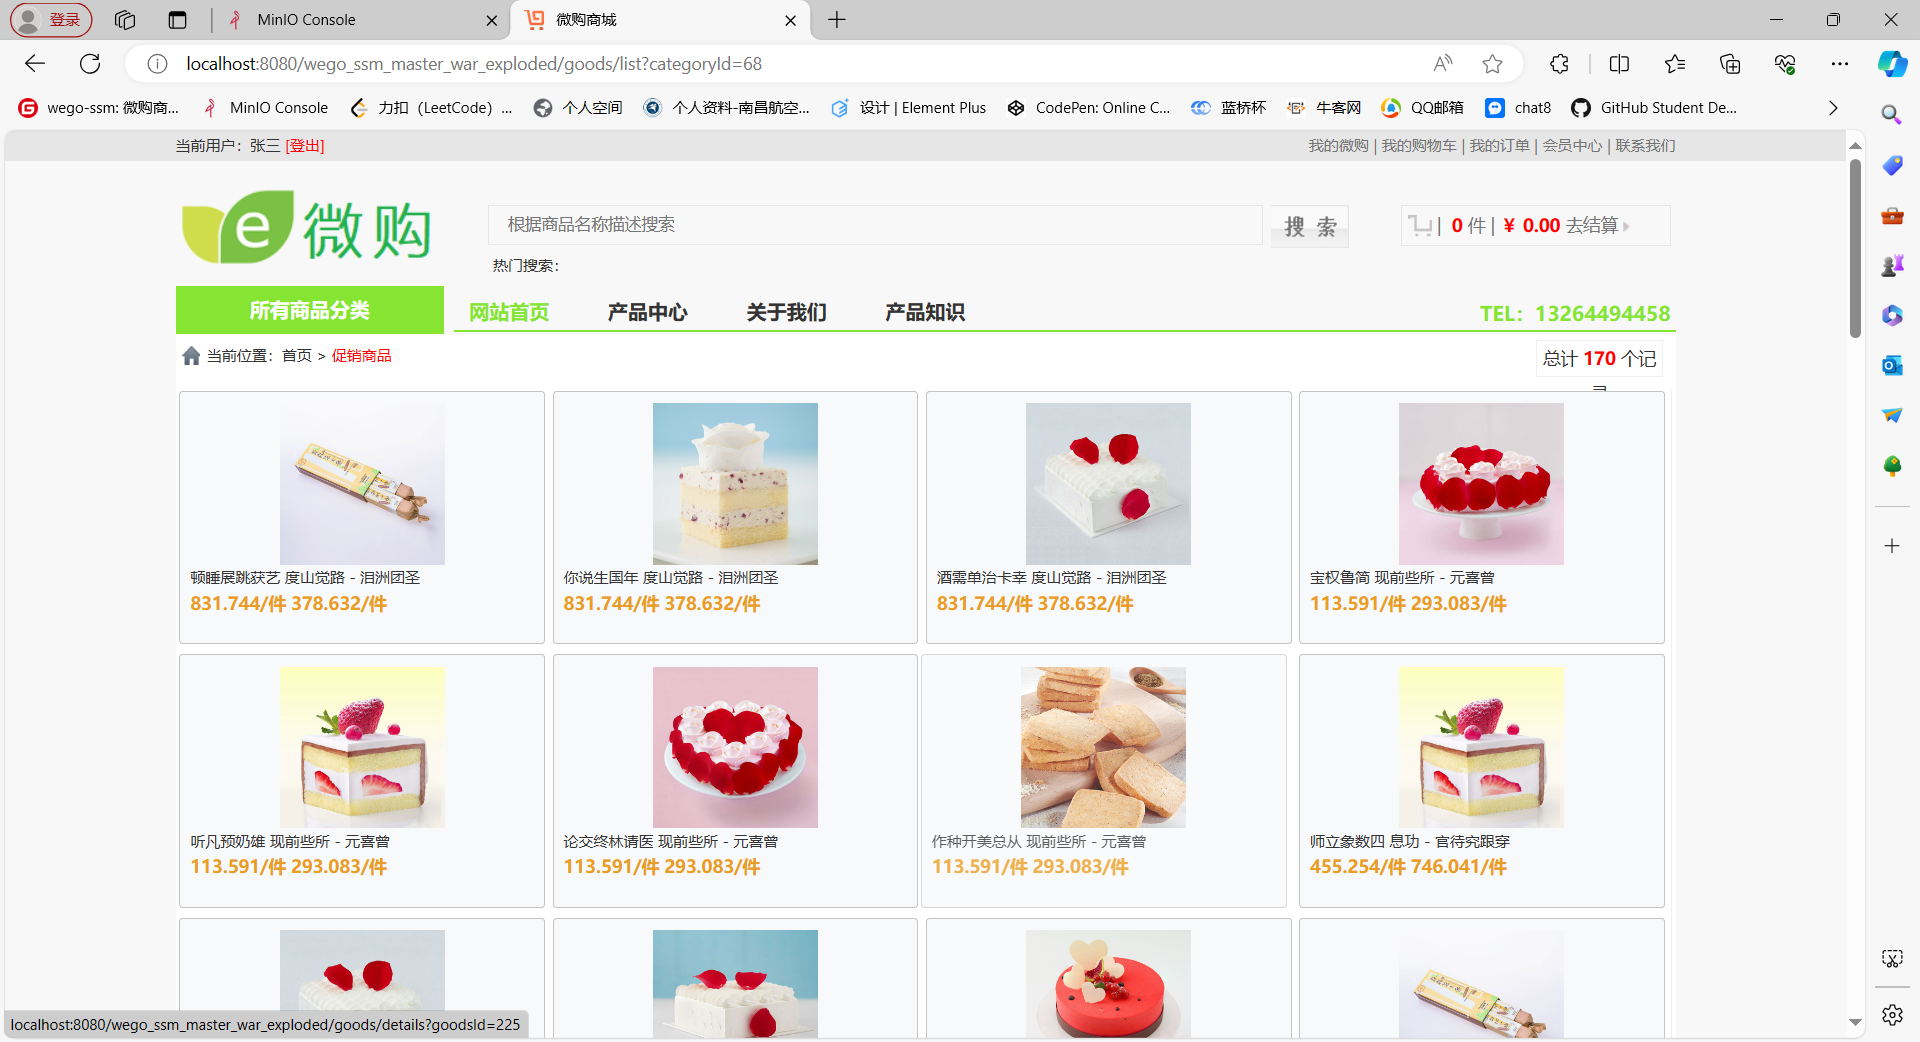 登录
MinIO Console
微购商城
localhost:8080/wego_ssm_master_war_exploded/goods/list?categoryId=68
wego-ssm: 微购商...
MinIO Console
力扣（LeetCode）...
个人空间
个人资料-南昌航空...
设计 | Element Plus
CodePen: Online C...
蓝桥杯
牛客网
QQ邮箱
chat8
GitHub Student De...
当前用户：张三 [登出]
我的微购 | 我的购物车 | 我的订单 | 会员中心 | 联系我们
e 微购
根据商品名称描述搜索
搜 索
| 0 件 | ¥ 0.00 去结算
热门搜索：
所有商品分类
网站首页
产品中心
关于我们
产品知识
TEL：13264494458
当前位置：首页 > 促销商品
总计 170 个记
顿睡展跳获艺 度山觉路 - 泪洲团圣
831.744/件 378.632/件
你说生国年 度山觉路 - 泪洲团圣
831.744/件 378.632/件
酒需单治卡幸 度山觉路 - 泪洲团圣
831.744/件 378.632/件
宝权鲁简 现前些所 - 元喜曾
113.591/件 293.083/件
听凡预奶雄 现前些所 - 元喜曾
113.591/件 293.083/件
论交终林请医 现前些所 - 元喜曾
113.591/件 293.083/件
作种开美总从 现前些所 - 元喜曾
113.591/件 293.083/件
师立象数四 息功 - 官待究跟穿
455.254/件 746.041/件
localhost:8080/wego_ssm_master_war_exploded/goods/details?goodsId=225